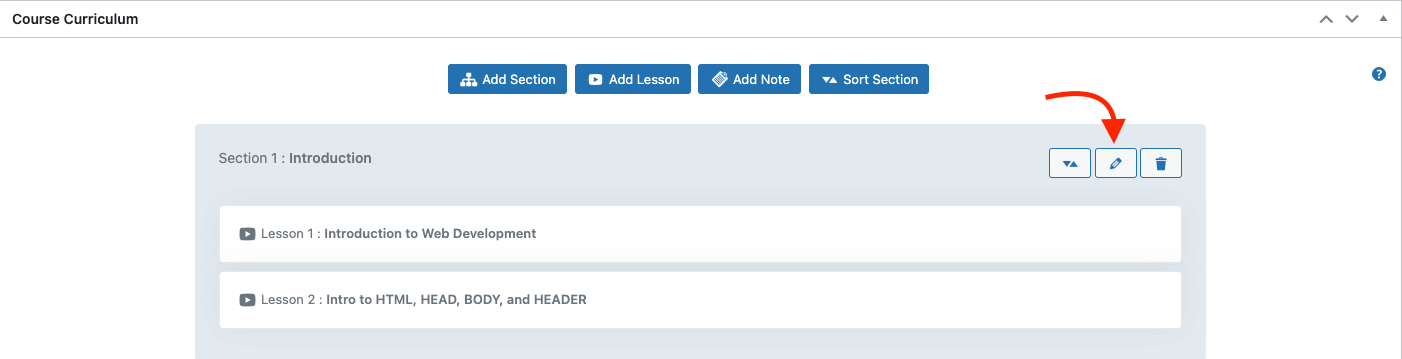 Course Curriculum
Add Section Add Lesson Add Note Sort Section
?
Section 1 : Introduction
Lesson 1 : Introduction to Web Development
Lesson 2 : Intro to HTML, HEAD, BODY, and HEADER